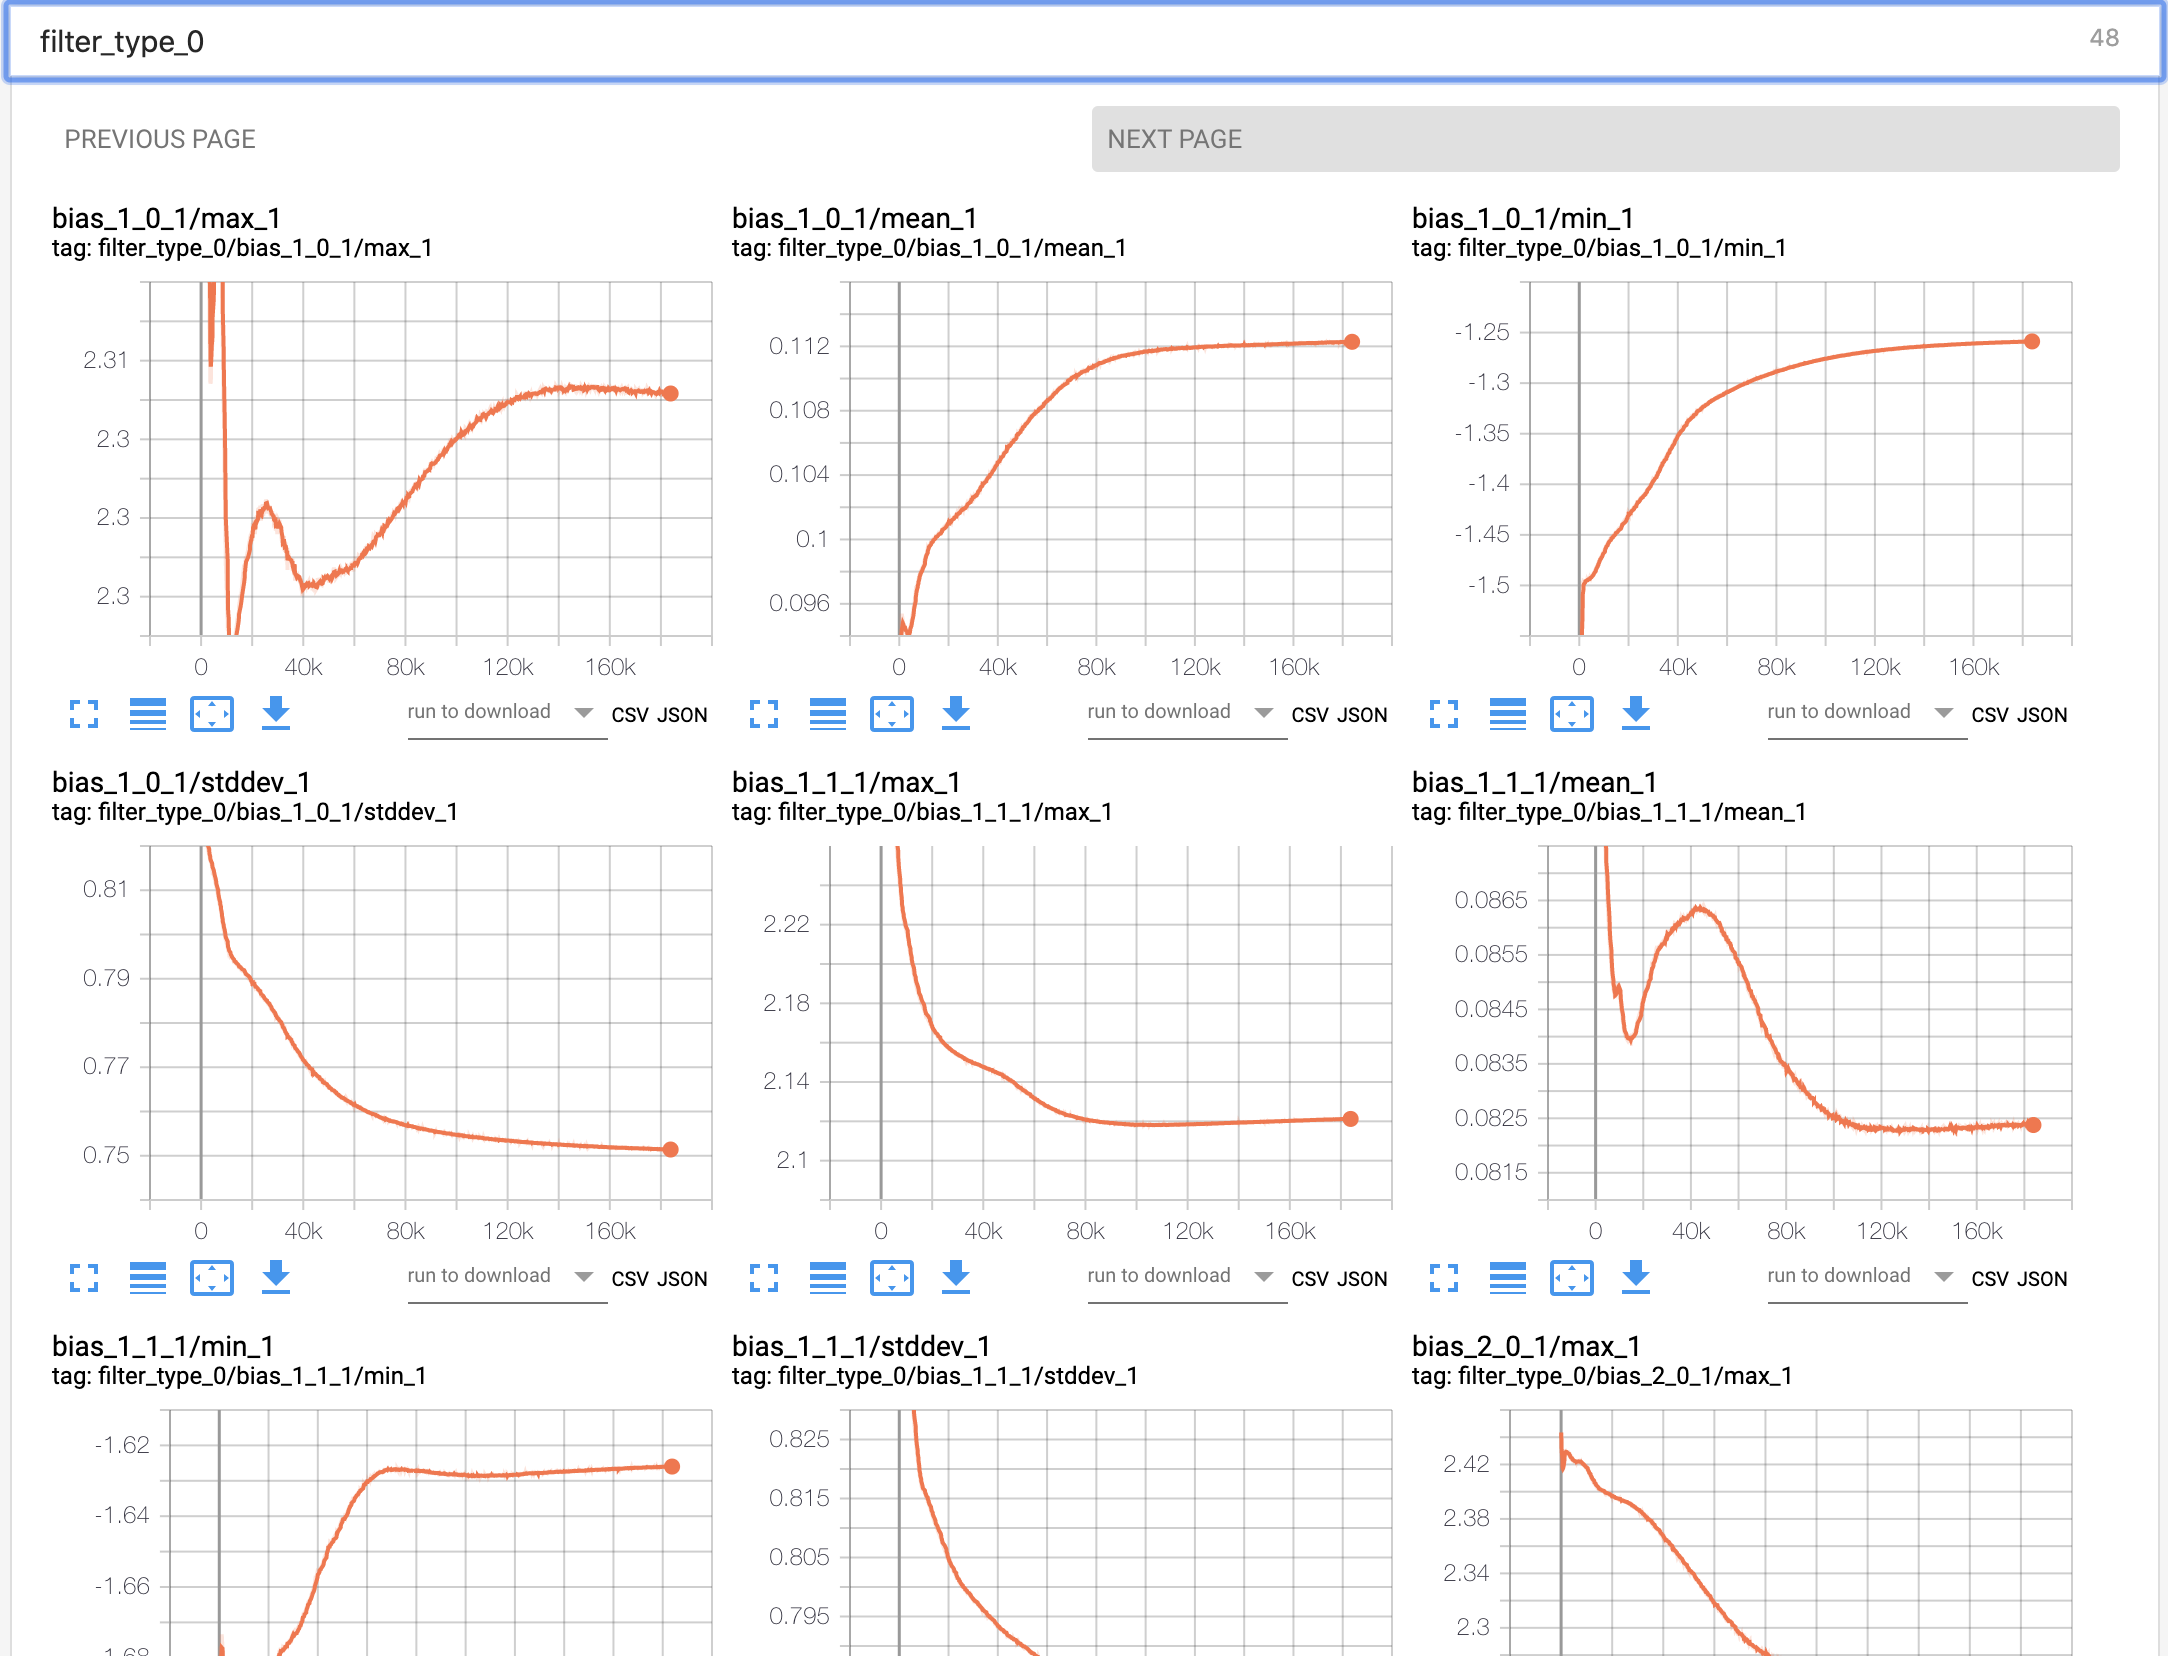 filter_type_0
48
PREVIOUS PAGE
NEXT PAGE
bias_1_0_1/max_1
tag: filter_type_0/bias_1_0_1/max_1
2.31
2.3
2.3
2.3
0 40k 80k 120k 160k
run to download CSV JSON
bias_1_0_1/mean_1
tag: filter_type_0/bias_1_0_1/mean_1
0.112
0.108
0.104
0.1
0.096
0 40k 80k 120k 160k
run to download CSV JSON
bias_1_0_1/min_1
tag: filter_type_0/bias_1_0_1/min_1
-1.25
-1.3
-1.35
-1.4
-1.45
-1.5
0 40k 80k 120k 160k
run to download CSV JSON
bias_1_0_1/stddev_1
tag: filter_type_0/bias_1_0_1/stddev_1
0.81
0.79
0.77
0.75
0 40k 80k 120k 160k
run to download CSV JSON
bias_1_1_1/max_1
tag: filter_type_0/bias_1_1_1/max_1
2.22
2.18
2.14
2.1
0 40k 80k 120k 160k
run to download CSV JSON
bias_1_1_1/mean_1
tag: filter_type_0/bias_1_1_1/mean_1
0.0865
0.0855
0.0845
0.0835
0.0825
0.0815
0 40k 80k 120k 160k
run to download CSV JSON
bias_1_1_1/min_1
tag: filter_type_0/bias_1_1_1/min_1
-1.62
-1.64
-1.66
-1.68
bias_1_1_1/stddev_1
tag: filter_type_0/bias_1_1_1/stddev_1
0.825
0.815
0.805
0.795
bias_2_0_1/max_1
tag: filter_type_0/bias_2_0_1/max_1
2.42
2.38
2.34
2.3